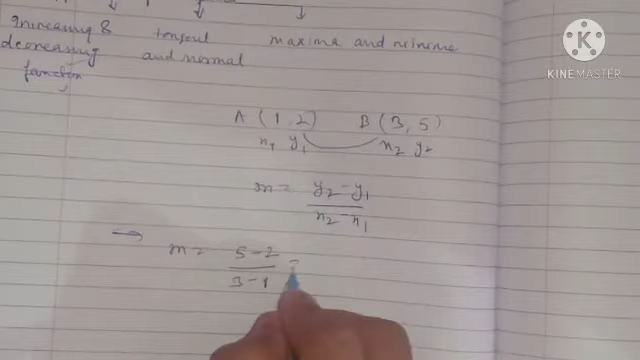 Increasing & tangent maxima and minima
decreasing and normal
function
A (1, 2) B (3, 5)
x₁ y₁ x₂ y₂
m = y₂-y₁
x₂-x₁
→ m = 5-2 =
3-1
K
KINEMASTER